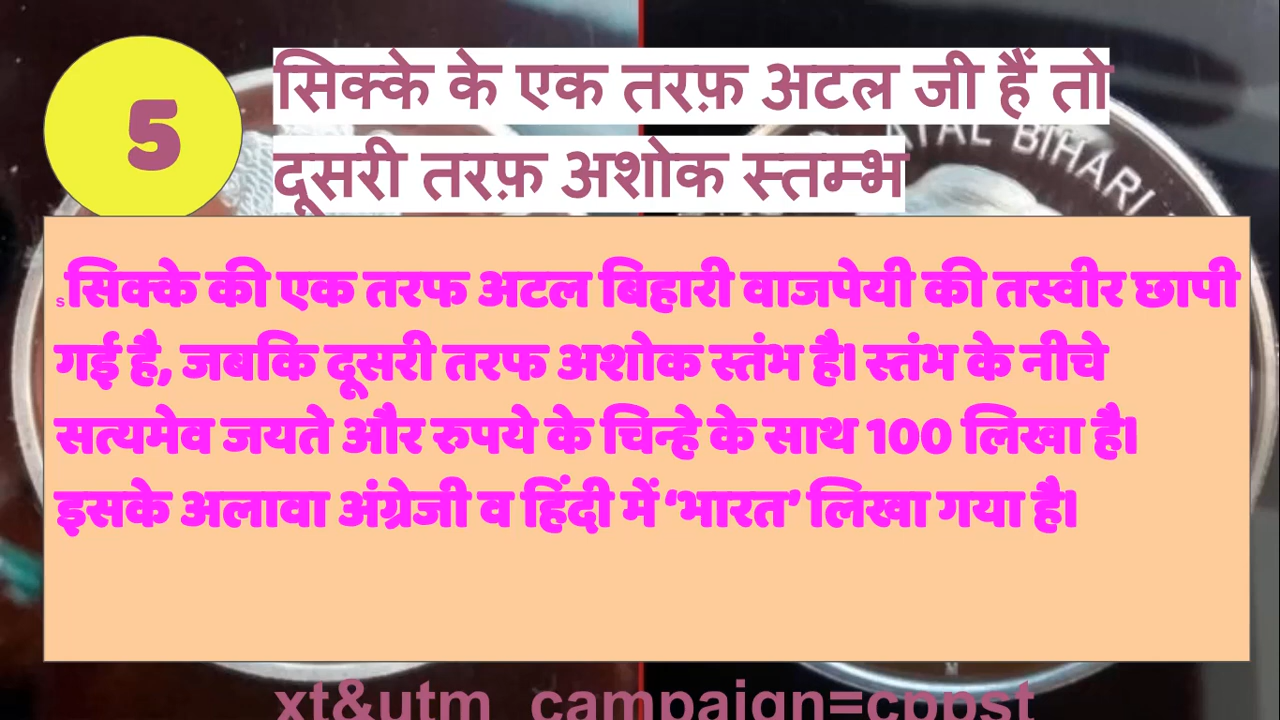 5
सिक्के के एक तरफ़ अटल जी हैं तो
दूसरी तरफ़ अशोक स्तम्भ
ATAL BIHARI
sसिक्के की एक तरफ अटल बिहारी वाजपेयी की तस्वीर छापी
गई है, जबकि दूसरी तरफ अशोक स्तंभ है। स्तंभ के नीचे
सत्यमेव जयते और रुपये के चिन्हे के साथ 100 लिखा है।
इसके अलावा अंग्रेजी व हिंदी में ‘भारत’ लिखा गया है।
M
xt&utm_campaign=cppst